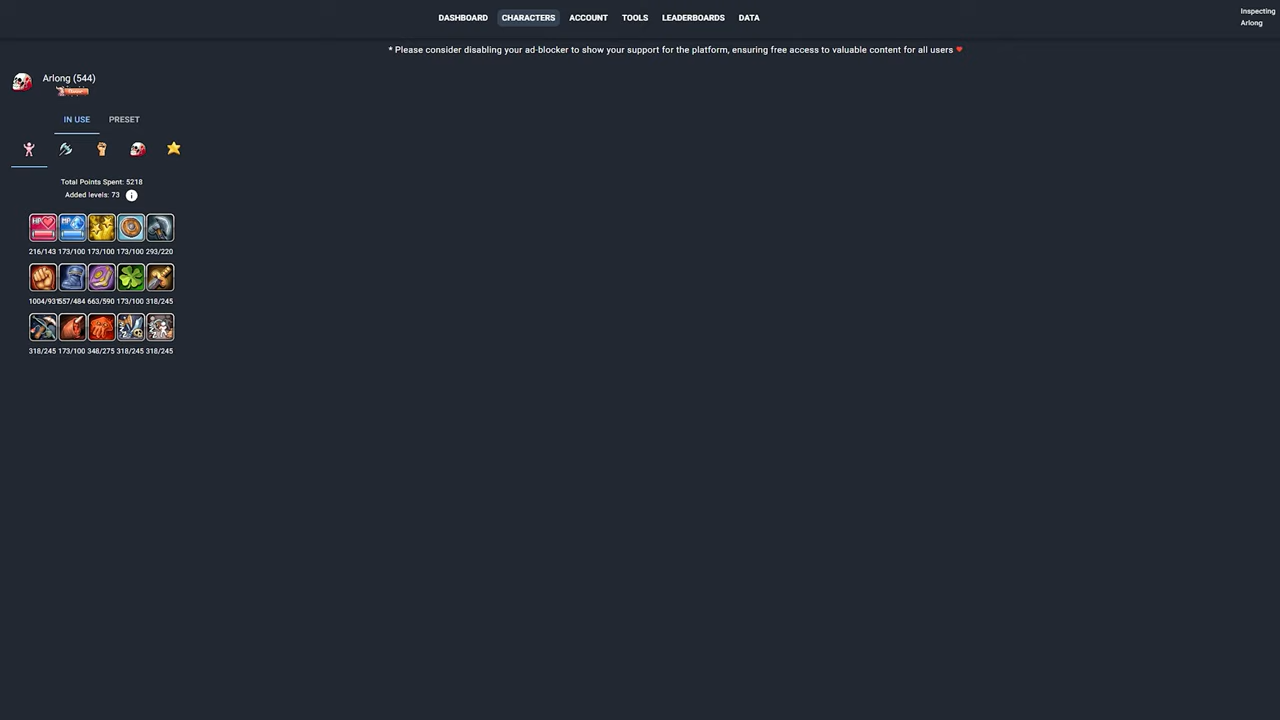 DASHBOARD CHARACTERS ACCOUNT TOOLS LEADERBOARDS DATA
Inspecting
Arlong
* Please consider disabling your ad-blocker to show your support for the platform, ensuring free access to valuable content for all users
Arlong (544)
IN USE PRESET
Total Points Spent: 5218
Added levels: 73
HP MP
216/143 173/100 173/100 173/100 293/220
1004/931 557/484 663/590 173/100 318/245
318/245 173/100 348/275 318/245 318/245